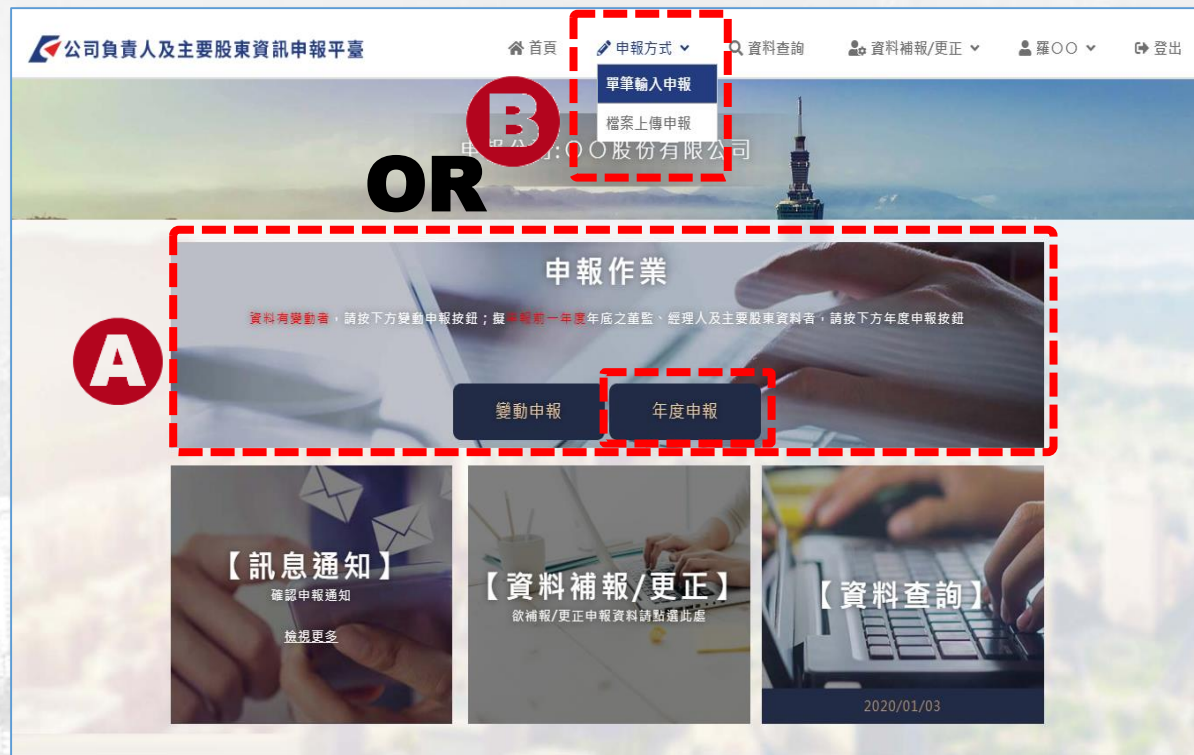 公司負責人及主要股東資訊申報平臺
首頁
申報方式
資料查詢
資料補報/更正
羅○○
登出
單筆輸入申報
檔案上傳申報
B
:○○股份有限公司
OR
申報作業
資料有變動者，請按下方變動申報按鈕；擬申報前一年度年底之董監、經理人及主要股東資料者，請按下方年度申報按鈕
A
變動申報
年度申報
【訊息通知】
確認申報通知
檢視更多
【資料補報/更正】
欲補報/更正申報資料請點選此處
【資料查詢】
2020/01/03